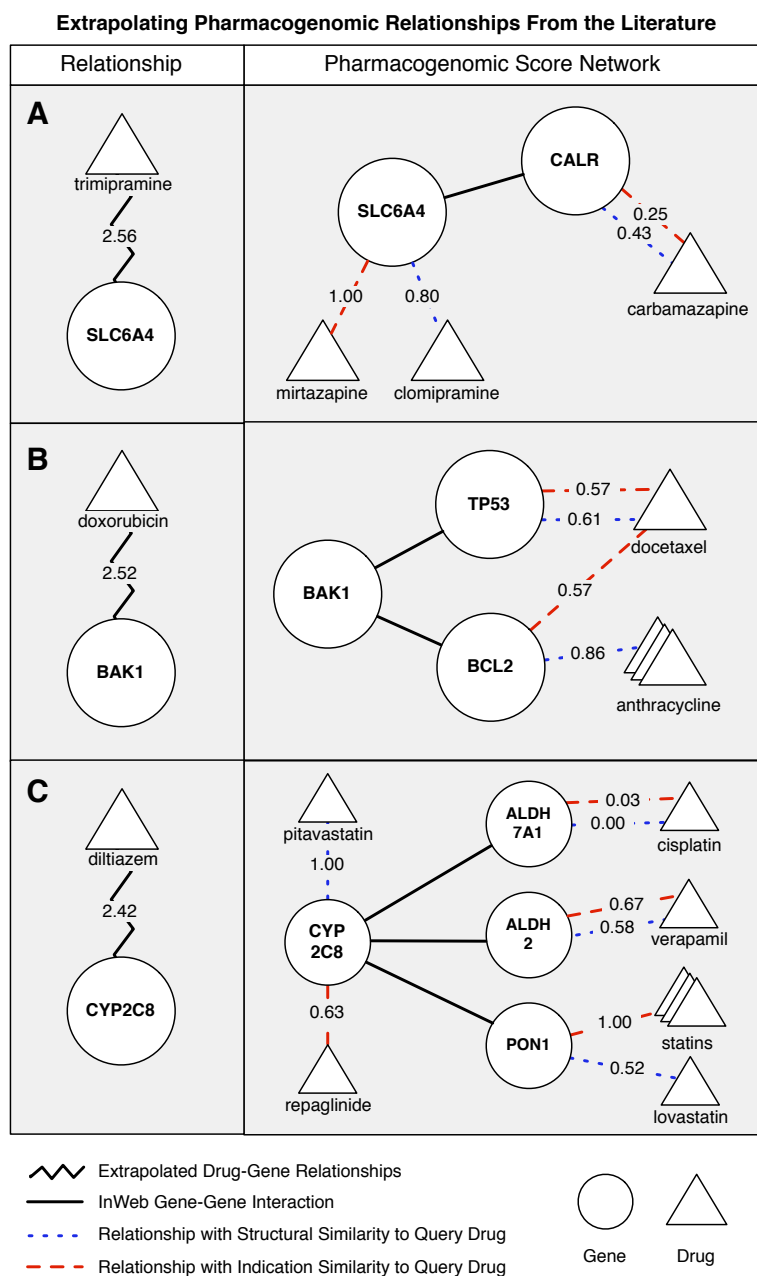 Extrapolating Pharmacogenomic Relationships From the Literature
Relationship
Pharmacogenomic Score Network
A
trimipramine
2.56
SLC6A4
CALR
SLC6A4
0.25
0.43
1.00
0.80
carbamazapine
mirtazapine
clomipramine
B
doxorubicin
2.52
BAK1
TP53
0.57
0.61
docetaxel
BAK1
0.57
BCL2
0.86
anthracycline
C
diltiazem
2.42
CYP2C8
pitavastatin
1.00
ALDH
7A1
0.03
0.00
cisplatin
CYP
2C8
ALDH
2
0.67
0.58
verapamil
0.63
repaglinide
PON1
1.00
statins
0.52
lovastatin
Extrapolated Drug-Gene Relationships
InWeb Gene-Gene Interaction
Relationship with Structural Similarity to Query Drug
Relationship with Indication Similarity to Query Drug
Gene
Drug